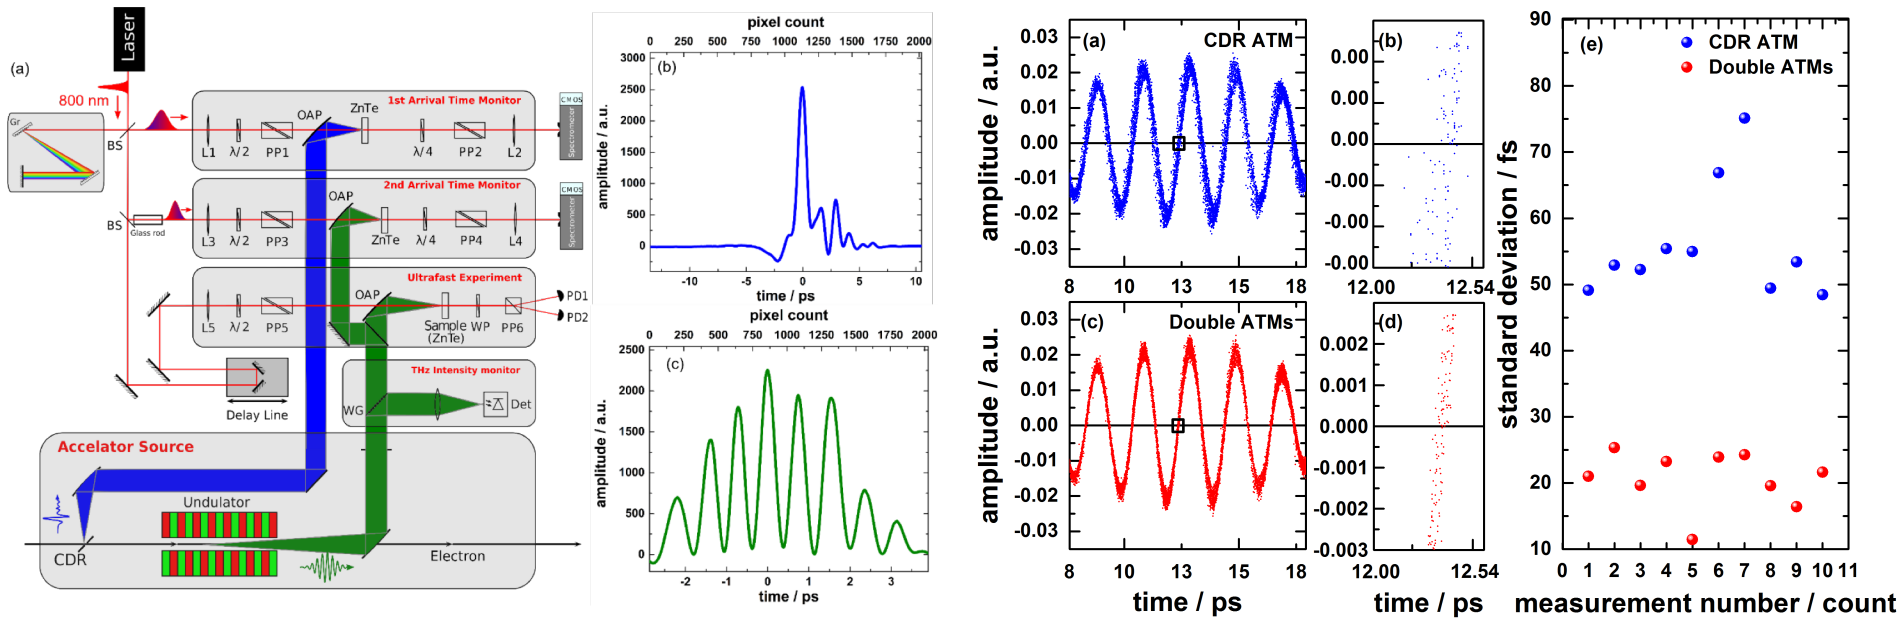 Laser
(a)
800 nm
Gr
BS
1st Arrival Time Monitor
OAP
ZnTe
L1
λ/2
PP1
λ/4
PP2
L2
CMOS
Spectrometer
2nd Arrival Time Monitor
OAP
BS
Glass rod
L3
λ/2
PP3
ZnTe
λ/4
PP4
L4
CMOS
Spectrometer
Ultrafast Experiment
OAP
L5
λ/2
PP5
Sample
(ZnTe)
WP
PP6
PD1
PD2
Delay Line
THz Intensity monitor
WG
Det
Accelator Source
Undulator
CDR
Electron
pixel count
0 250 500 750 1000 1250 1500 1750 2000
(b)
amplitude / a.u.
3000
2500
2000
1500
1000
500
0
-10 -5 0 5 10
time / ps
pixel count
0 250 500 750 1000 1250 1500 1750 2000
(c)
amplitude / a.u.
2500
2000
1500
1000
500
0
-2 -1 0 1 2 3
time / ps
(a) CDR ATM
amplitude / a.u.
0.03
0.02
0.01
0.00
-0.01
-0.02
-0.03
8 10 13 15 18
(b)
0.00
0.00
0.00
-0.00
-0.00
-0.00
12.00 12.54
(c) Double ATMs
amplitude / a.u.
0.03
0.02
0.01
0.00
-0.01
-0.02
-0.03
8 10 13 15 18
time / ps
(d)
0.002
0.001
0.000
-0.001
-0.002
-0.003
12.00 12.54
time / ps
(e)
CDR ATM
Double ATMs
standard deviation / fs
90
80
70
60
50
40
30
20
10
0 1 2 3 4 5 6 7 8 9 10 11
measurement number / count